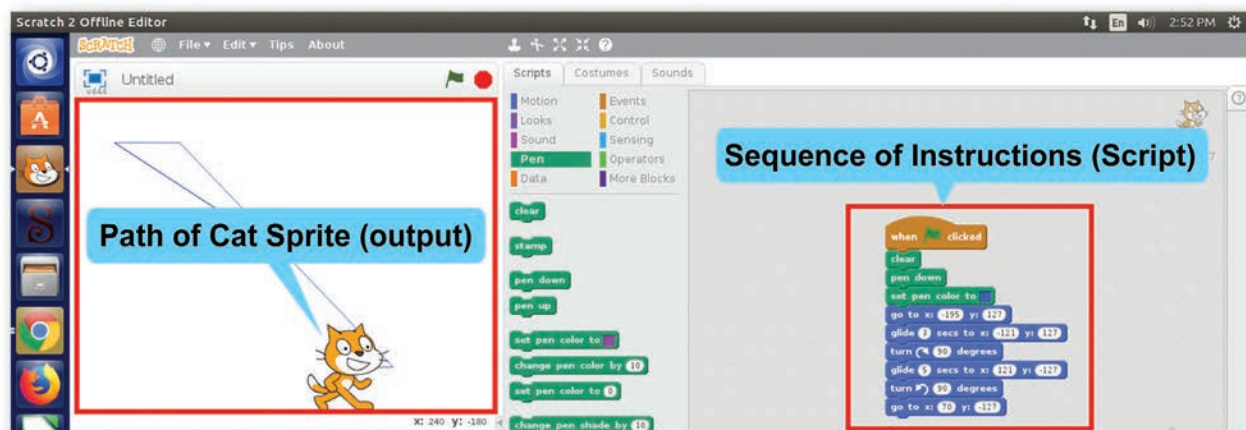 Scratch 2 Offline Editor
En
2:52 PM
SCRATCH File Edit Tips About
v444
Untitled
Scripts Costumes Sounds
Motion Events
Looks Control
Sound Sensing
Pen Operators
Data More Blocks
clear
stamp
pen down
pen up
set pen color to
change pen color by 10
set pen color to 0
change pen shade by 10
Path of Cat Sprite (output)
x: 240 y: -180
Sequence of Instructions (Script)
when clicked
clear
pen down
set pen color to
go to x: -195 y: 127
glide 3 secs to x: -121 y: 127
turn 90 degrees
glide 5 secs to x: 121 y: -127
turn 90 degrees
go to x: 70 y: -127